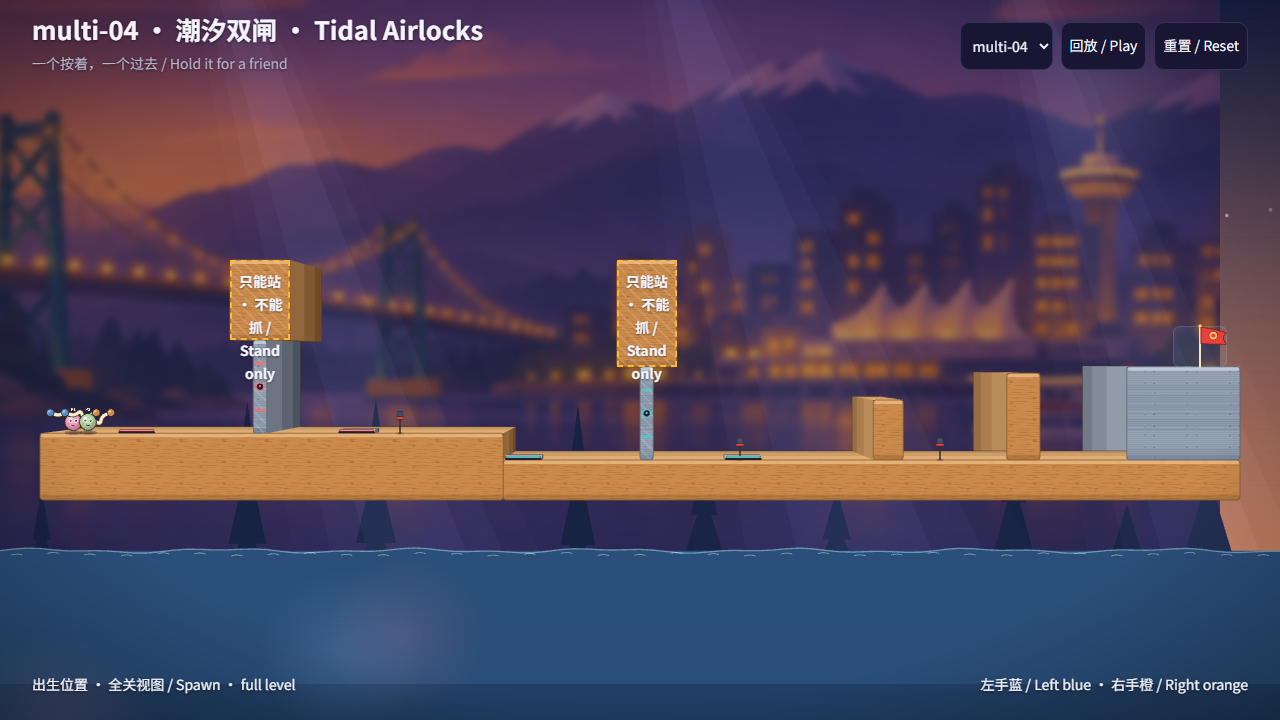 multi-04 • 潮汐双闸 • Tidal Airlocks
一个按着，一个过去 / Hold it for a friend
multi-04
回放 / Play
重置 / Reset
只能站
• 不能
抓 /
Stand
only
只能站
• 不能
抓 /
Stand
only
出生位置 • 全关视图 / Spawn • full level
左手蓝 / Left blue • 右手橙 / Right orange